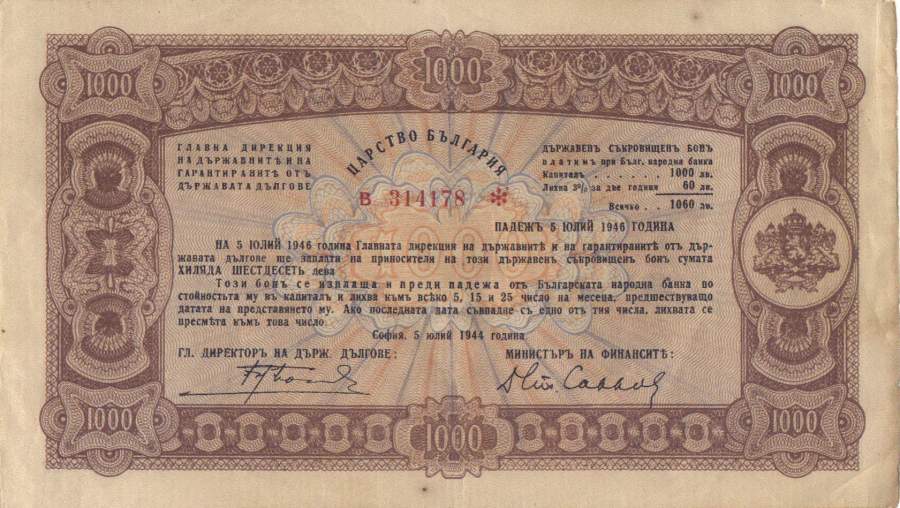 1000
1000
1000
ГЛАВНА ДИРЕКЦИЯ
НА ДЪРЖАВНИТѢ И НА
ГАРАНТИРАНИТѢ ОТЪ
ДЪРЖАВАТА ДЪЛГОВЕ
ЦАРСТВО БЪЛГАРИЯ
В 314178 *
ДЪРЖАВЕНЪ СЪКРОВИЩЕНЪ БОНЪ
платимъ при Бълг. народна банка
Капиталъ . . . . . . 1000 лв.
Лихва 3% за две години 60 лв.
Всичко . . 1060 лв.
ПАДЕЖЪ 5 ЮЛИЙ 1946 ГОДИНА
НА 5 ЮЛИЙ 1946 година Главната дирекция на държавнитѣ и на гарантиранитѣ отъ дър-
жавата дългове ще заплати на приносителя на този държавенъ съкровищенъ бонъ сумата
ХИЛЯДА ШЕСТДЕСЕТЬ лева
Този бонъ се изплаща и преди падежа отъ Българската народна банка по
стойностьта му въ капиталъ и лихва къмъ всѣко 5, 15 и 25 число на месеца, предшествуващо
датата на представянето му. Ако последната дата съвпадне съ едно отъ тия числа, лихвата се
пресмѣта къмъ това число.
София, 5 юлий 1944 година
ГЛ. ДИРЕКТОРЪ НА ДЪРЖ. ДЪЛГОВЕ:
МИНИСТЪРЪ НА ФИНАНСИТѢ:
1000
1000
1000